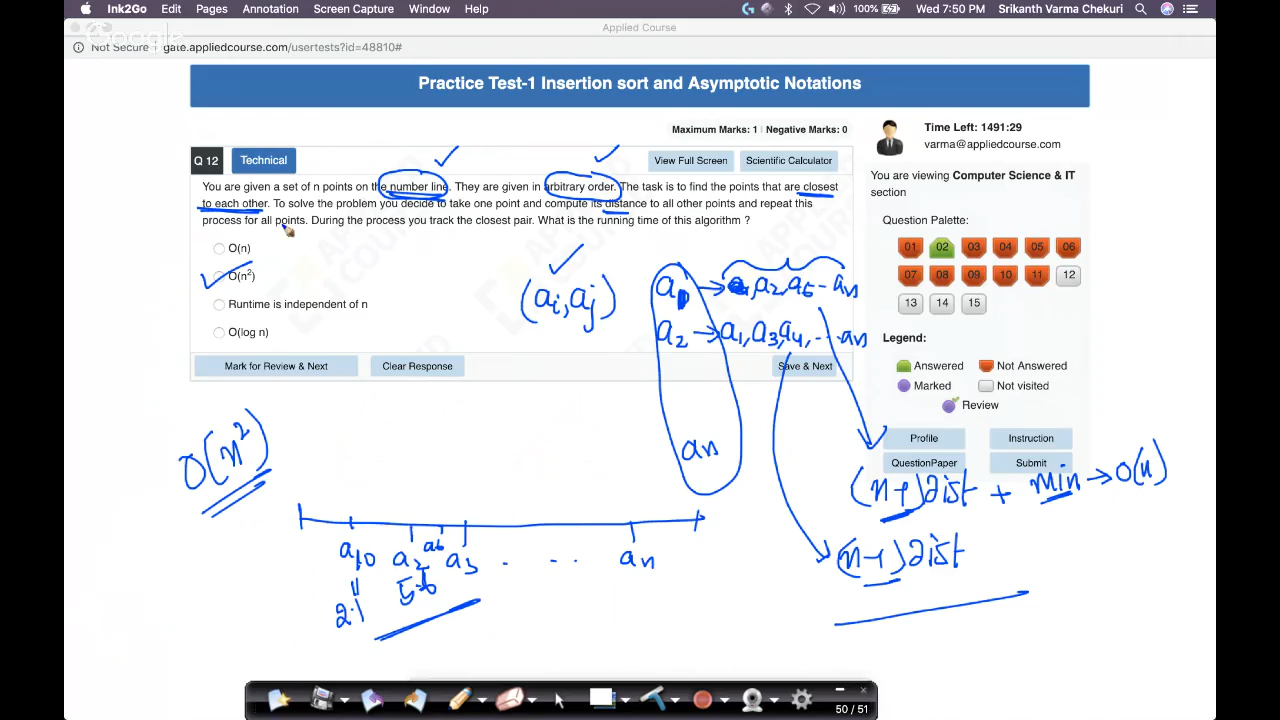 Ink2Go Edit Pages Annotation Screen Capture Window Help 100% Wed 7:50 PM Srikanth Varma Chekuri
Applied Course
Google
Not Secure gate.appliedcourse.com/usertests?id=48810#
Practice Test-1 Insertion sort and Asymptotic Notations
Maximum Marks: 1 | Negative Marks: 0
Q 12 Technical View Full Screen Scientific Calculator
You are given a set of n points on the number line. They are given in arbitrary order. The task is to find the points that are closest
to each other. To solve the problem you decide to take one point and compute its distance to all other points and repeat this
process for all points. During the process you track the closest pair. What is the running time of this algorithm ?
O(n)
O(n²)
Runtime is independent of n
O(log n)
Mark for Review & Next Clear Response Save & Next
Time Left: 1491:29
varma@appliedcourse.com
You are viewing Computer Science & IT
section
Question Palette:
01 02 03 04 05 06
07 08 09 10 11 12
13 14 15
Legend:
Answered Not Answered
Marked Not visited
Review
Profile Instruction
QuestionPaper Submit
(ai, aj)
a2, a5 - an
a2 → a1, a3, a4, ... an
an
O(n²)
(n-1) dist + min → O(n)
(n-1) dist
a10 a2 a6 a3 . . . . an
2.1 5.6
50 / 51